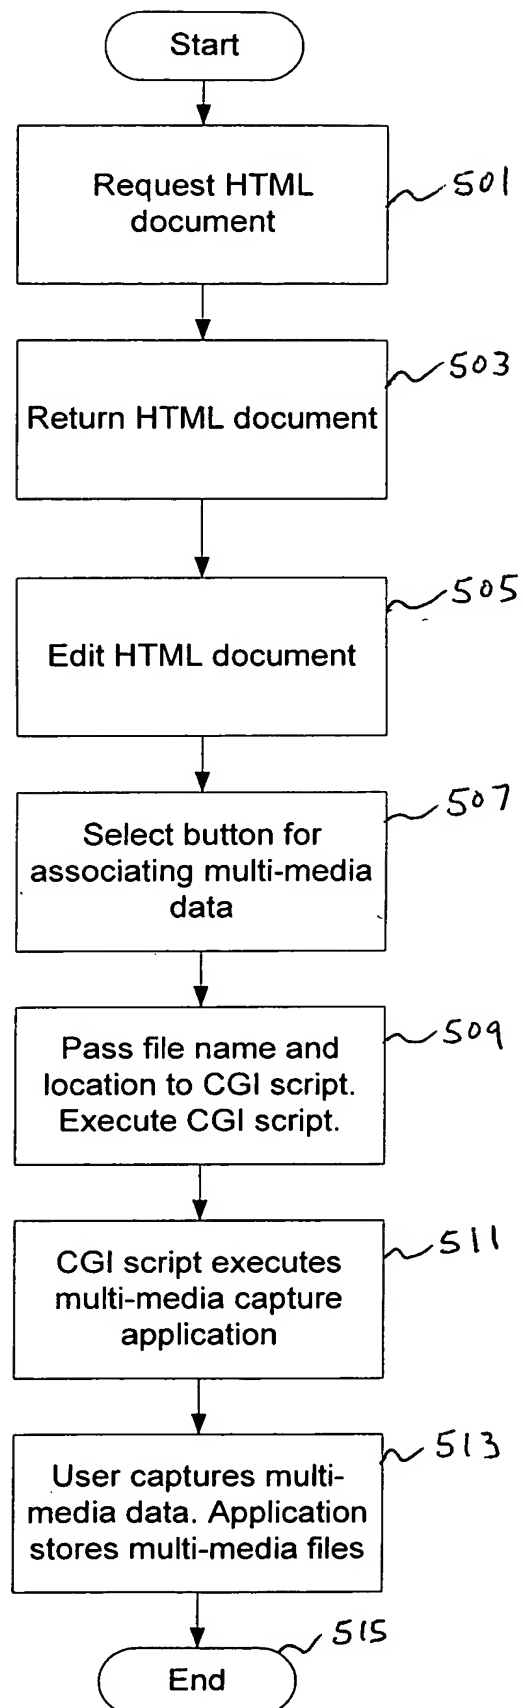 Start
Request HTML
document
501
Return HTML document
503
Edit HTML document
505
Select button for
associating multi-media
data
507
Pass file name and
location to CGI script.
Execute CGI script.
509
CGI script executes
multi-media capture
application
511
User captures multi-
media data. Application
stores multi-media files
513
End
515